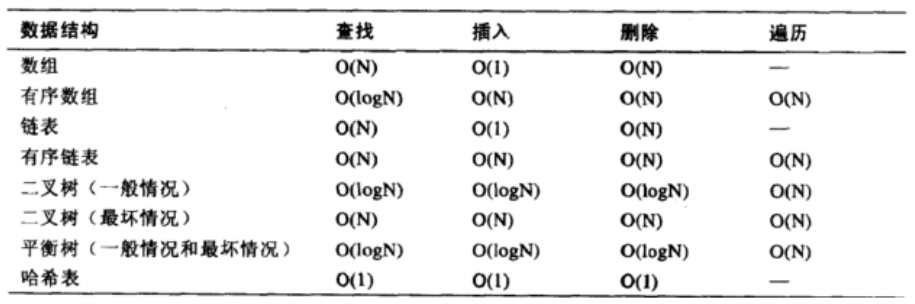 数据结构 查找 插入 删除 遍历
数组 O(N) O(1) O(N) —
有序数组 O(logN) O(N) O(N) O(N)
链表 O(N) O(1) O(N) —
有序链表 O(N) O(N) O(N) O(N)
二叉树（一般情况） O(logN) O(logN) O(logN) O(N)
二叉树（最坏情况） O(N) O(N) O(N) O(N)
平衡树（一般情况和最坏情况） O(logN) O(logN) O(logN) O(N)
哈希表 O(1) O(1) O(1) —